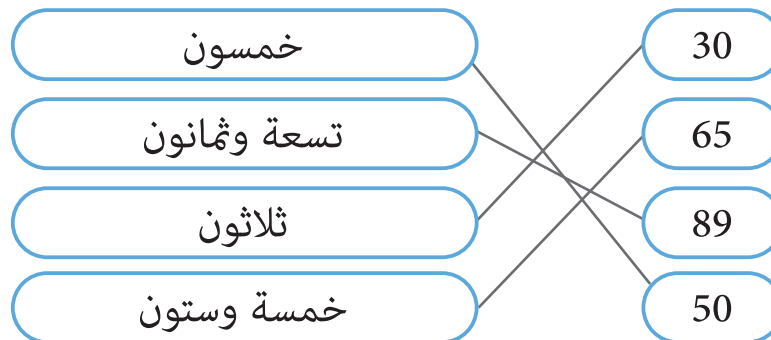 خمسون 30
تسعة وثمانون 65
ثلاثون 89
خمسة وستون 50